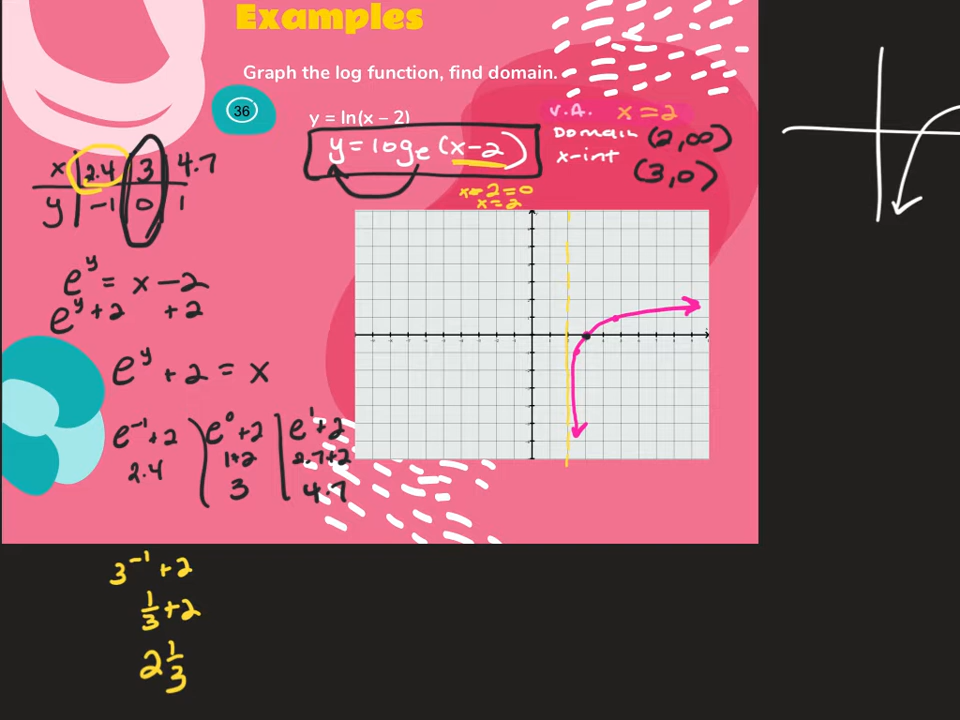 Examples
Graph the log function, find domain.
36
y = ln(x – 2)
y = logₑ (x-2)
x-2=0
x=2
V.A. x=2
Domain (2,∞)
x-int (3,0)
x | 2.4 | 3 | 4.7
y | -1 | 0 | 1
e^y = x-2
e^y+2 +2
e^y +2 = x
e^-1+2 | e^0+2 | e^1+2
2.4 | 1+2 | 2.7+2
3 | 4.7
3^-1 +2
1/3 +2
2 1/3